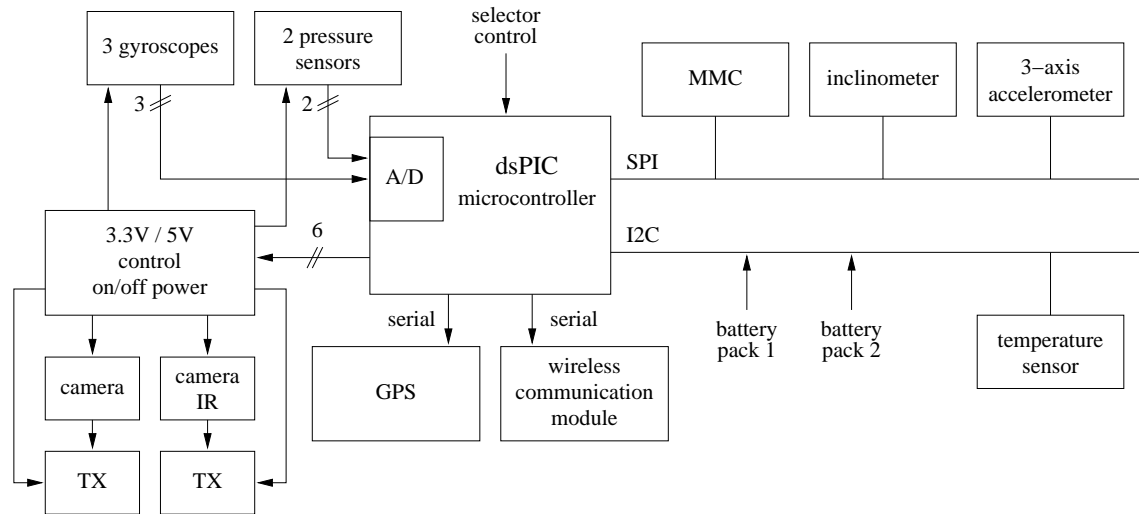 selector
control
3 gyroscopes
2 pressure
sensors
MMC
inclinometer
3−axis
accelerometer
3
2
A/D
dsPIC
microcontroller
SPI
3.3V / 5V
control
on/off power
6
I2C
serial
serial
battery
pack 1
battery
pack 2
temperature
sensor
camera
camera
IR
GPS
wireless
communication
module
TX
TX